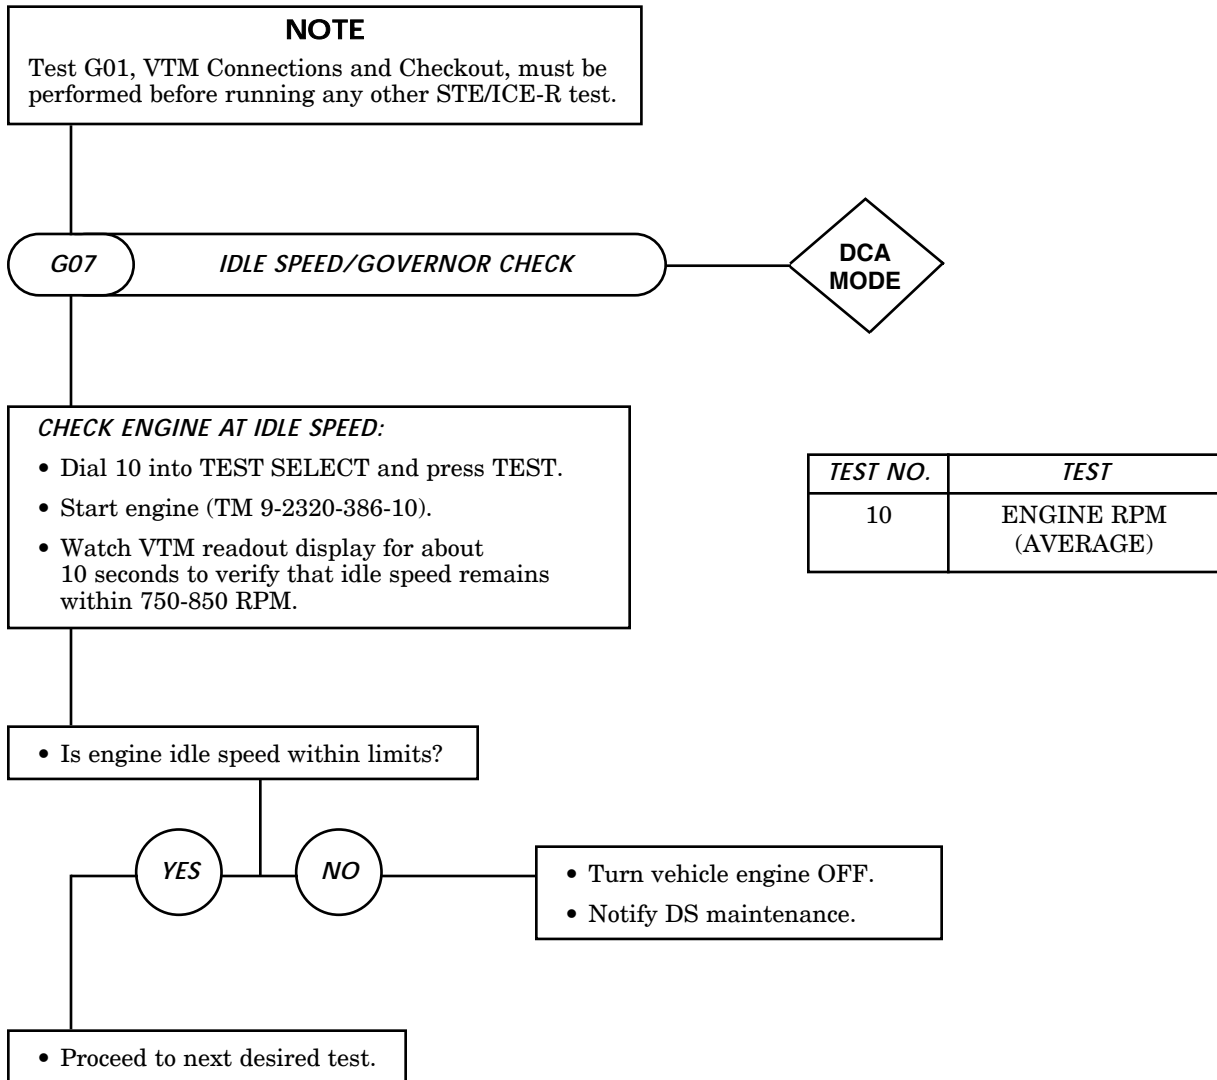 NOTE
Test G01, VTM Connections and Checkout, must be
performed before running any other STE/ICE-R test.
G07
IDLE SPEED/GOVERNOR CHECK
DCA
MODE
CHECK ENGINE AT IDLE SPEED:
• Dial 10 into TEST SELECT and press TEST.
• Start engine (TM 9-2320-386-10).
• Watch VTM readout display for about
10 seconds to verify that idle speed remains
within 750-850 RPM.
TEST NO. TEST
10 ENGINE RPM
(AVERAGE)
• Is engine idle speed within limits?
YES
NO
• Turn vehicle engine OFF.
• Notify DS maintenance.
• Proceed to next desired test.